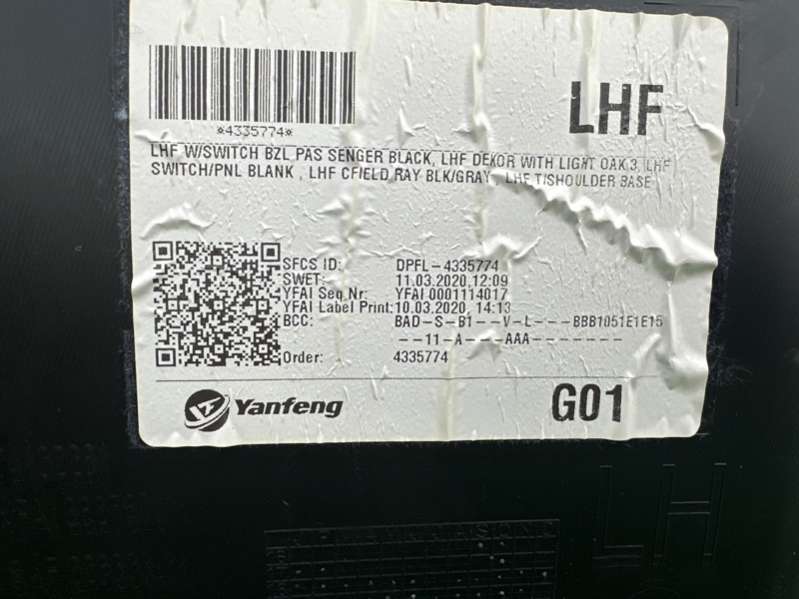 *4335774*
LHF
LHF W/SWITCH BZL PAS SENGER BLACK, LHF DEKOR WITH LIGHT OAK 3, LHF
SWITCH/PNL BLANK , LHF CFIELD RAY BLK/GRAY , LHF T/SHOULDER BASE
SFCS ID: DPFL-4335774
SWET: 11.03.2020,12:09
YFAI Seq.Nr: YFAI 0001114017
YFAI Label Print: 10.03.2020, 14:13
BCC: BAD-S-B1--V-L---BBB1051E1E15
--11-A---AAA-------
Order: 4335774
Yanfeng
G01
LH